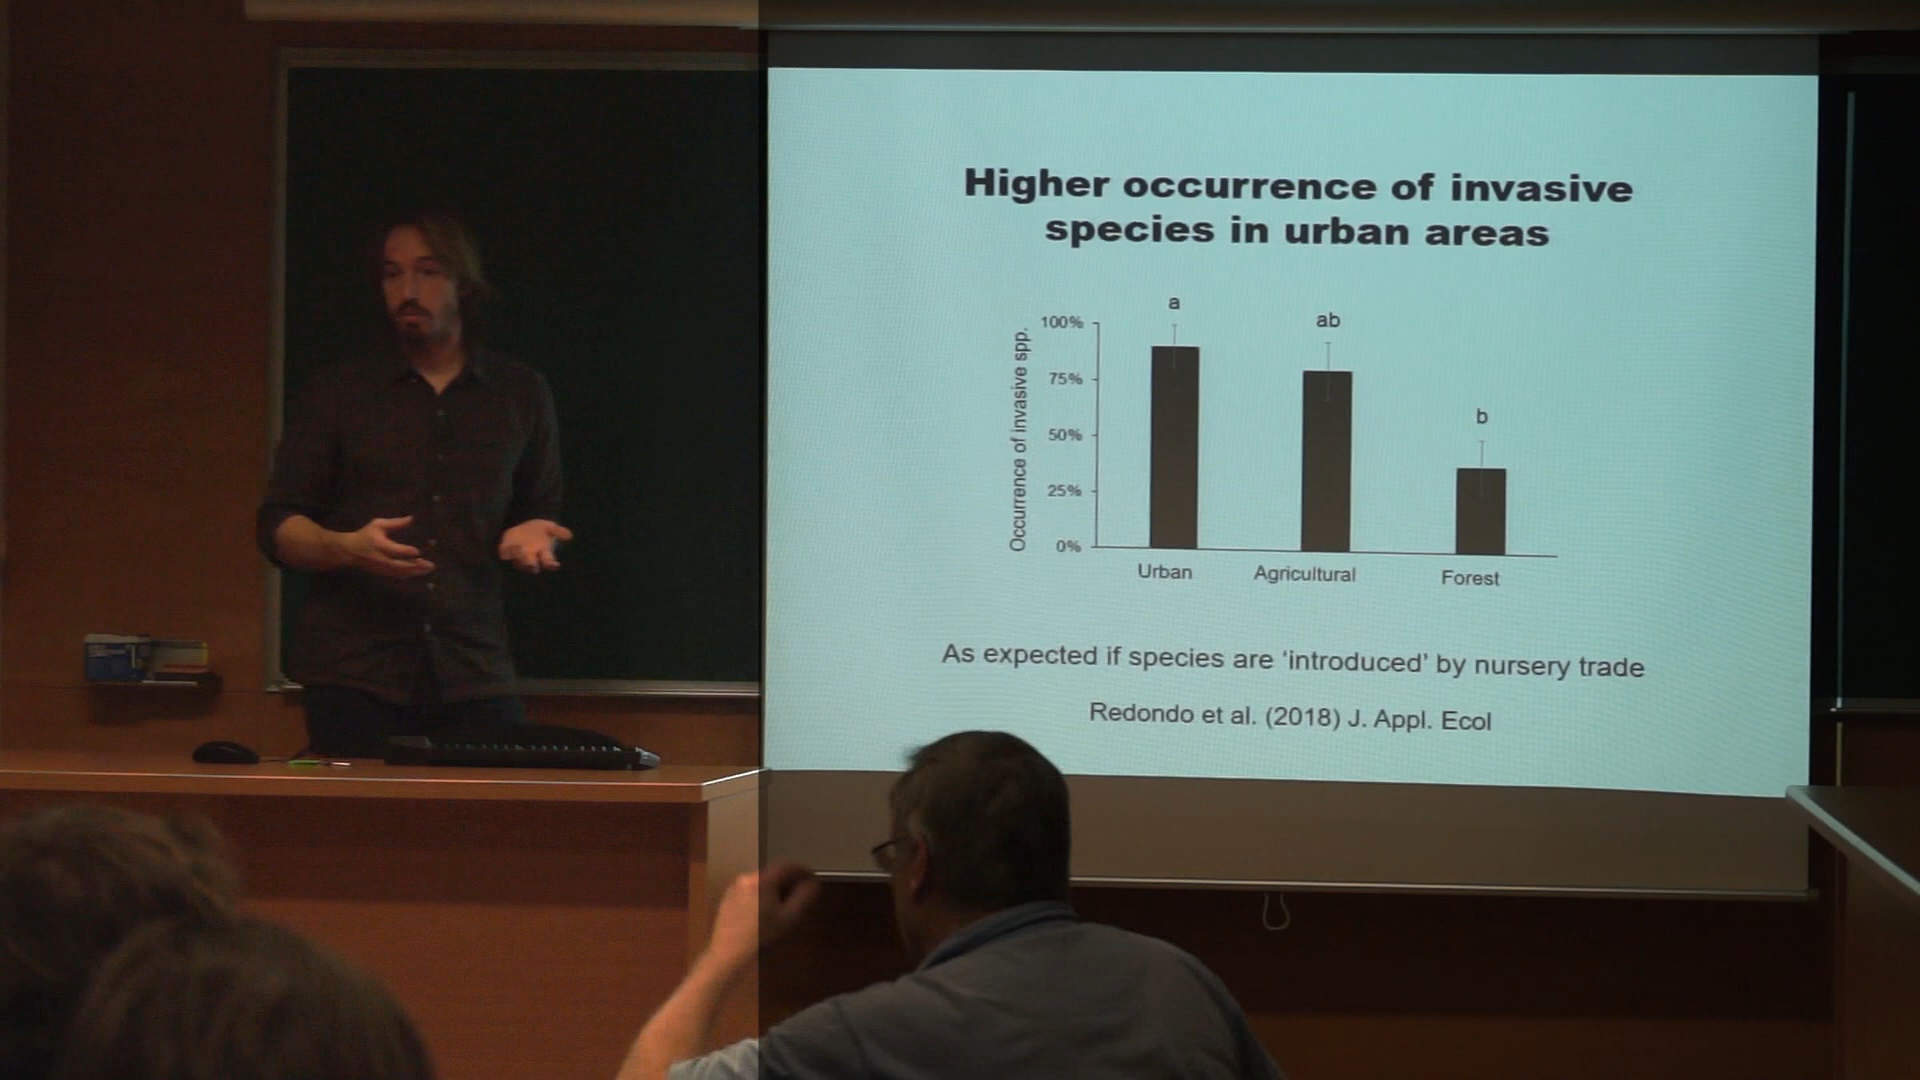 Higher occurrence of invasive
species in urban areas
a
ab
b
Occurrence of invasive spp.
100%
75%
50%
25%
0%
Urban
Agricultural
Forest
As expected if species are ‘introduced’ by nursery trade
Redondo et al. (2018) J. Appl. Ecol